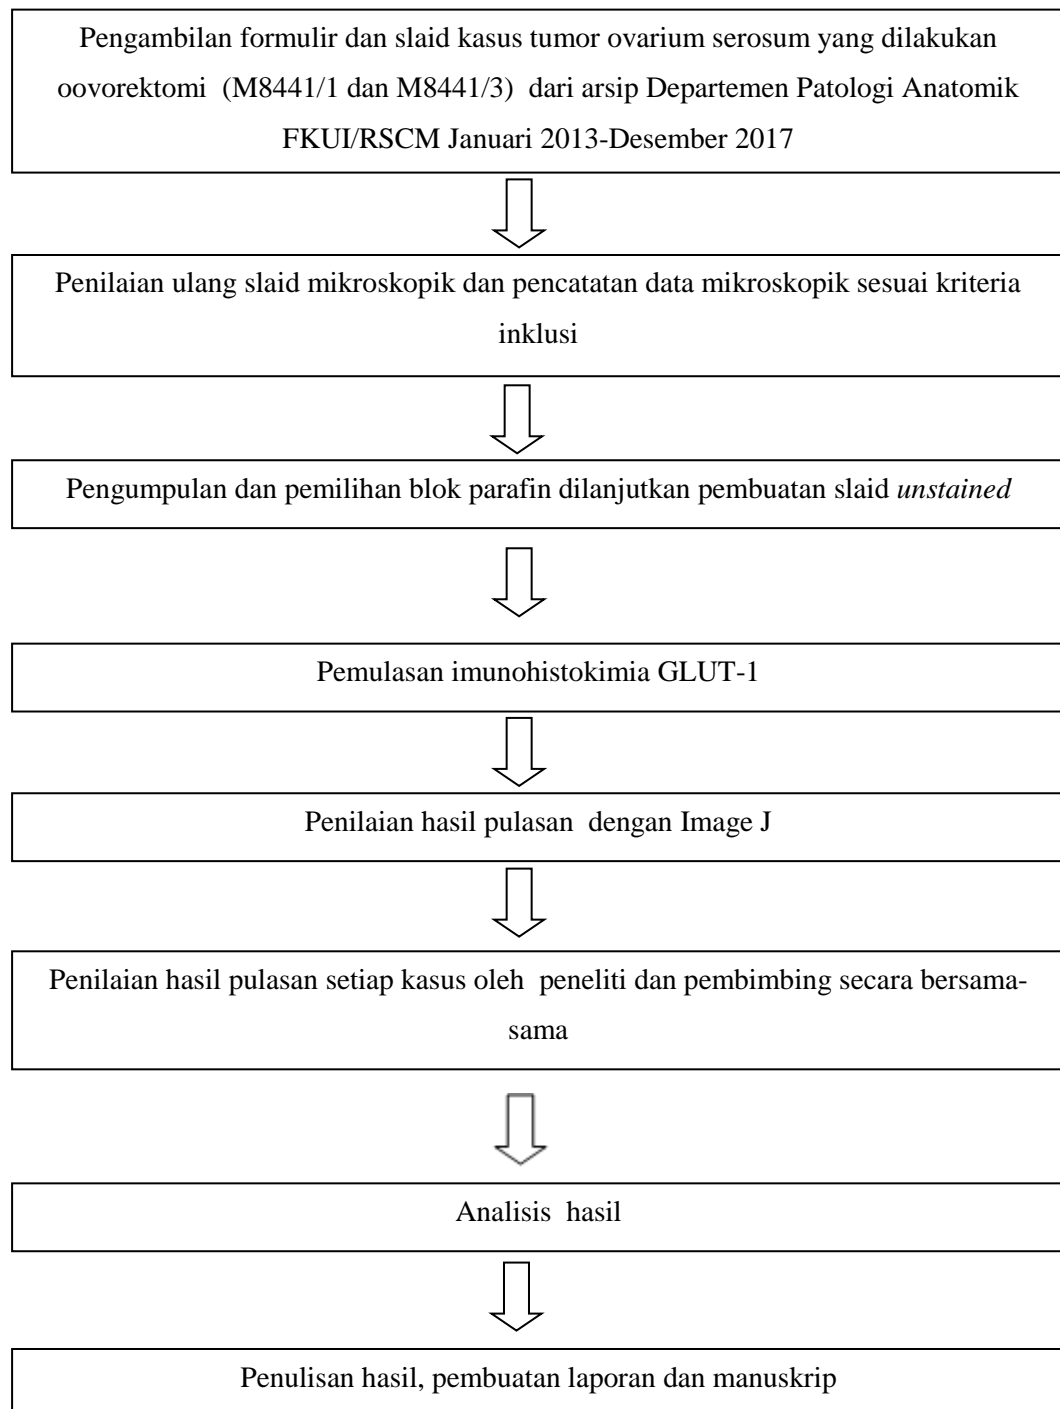 Pengambilan formulir dan slaid kasus tumor ovarium serosum yang dilakukan
oovorektomi (M8441/1 dan M8441/3) dari arsip Departemen Patologi Anatomik
FKUI/RSCM Januari 2013-Desember 2017
Penilaian ulang slaid mikroskopik dan pencatatan data mikroskopik sesuai kriteria
inklusi
Pengumpulan dan pemilihan blok parafin dilanjutkan pembuatan slaid unstained
Pemulasan imunohistokimia GLUT-1
Penilaian hasil pulasan dengan Image J
Penilaian hasil pulasan setiap kasus oleh peneliti dan pembimbing secara bersama-
sama
Analisis hasil
Penulisan hasil, pembuatan laporan dan manuskrip